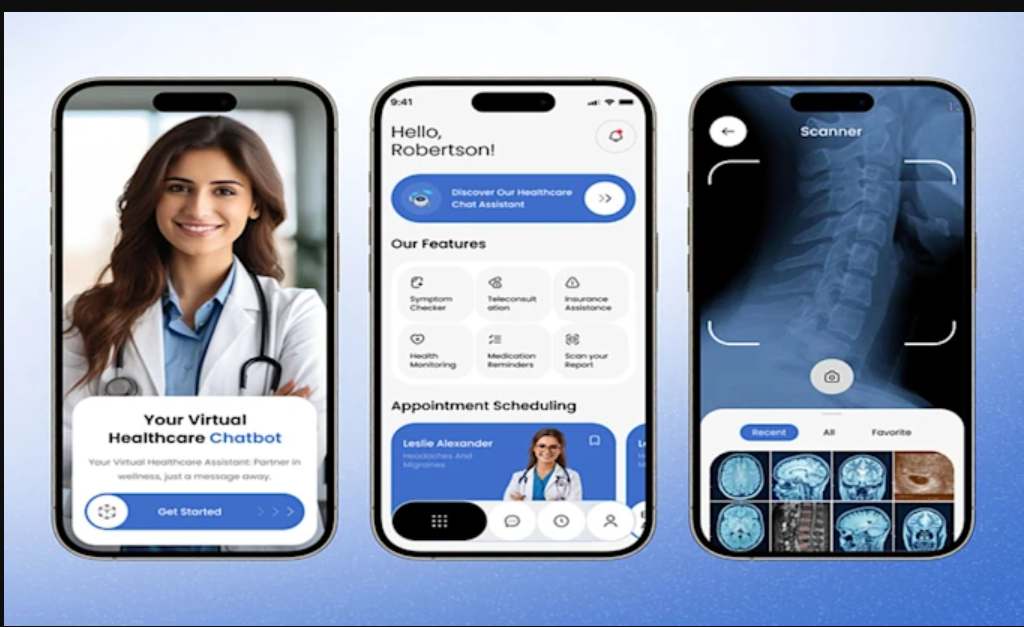 Your Virtual
Healthcare Chatbot
Your Virtual Healthcare Assistant: Partner in
wellness, just a message away.
Get Started
9:41
Hello,
Robertson!
Discover Our Healthcare
Chat Assistant
Our Features
Symptom
Checker
Teleconsult
ation
Insurance
Assistance
Health
Monitoring
Medication
Reminders
Scan your
Report
Appointment Scheduling
Leslie Alexander
Headaches And
Migraines
Scanner
Recent
All
Favorite